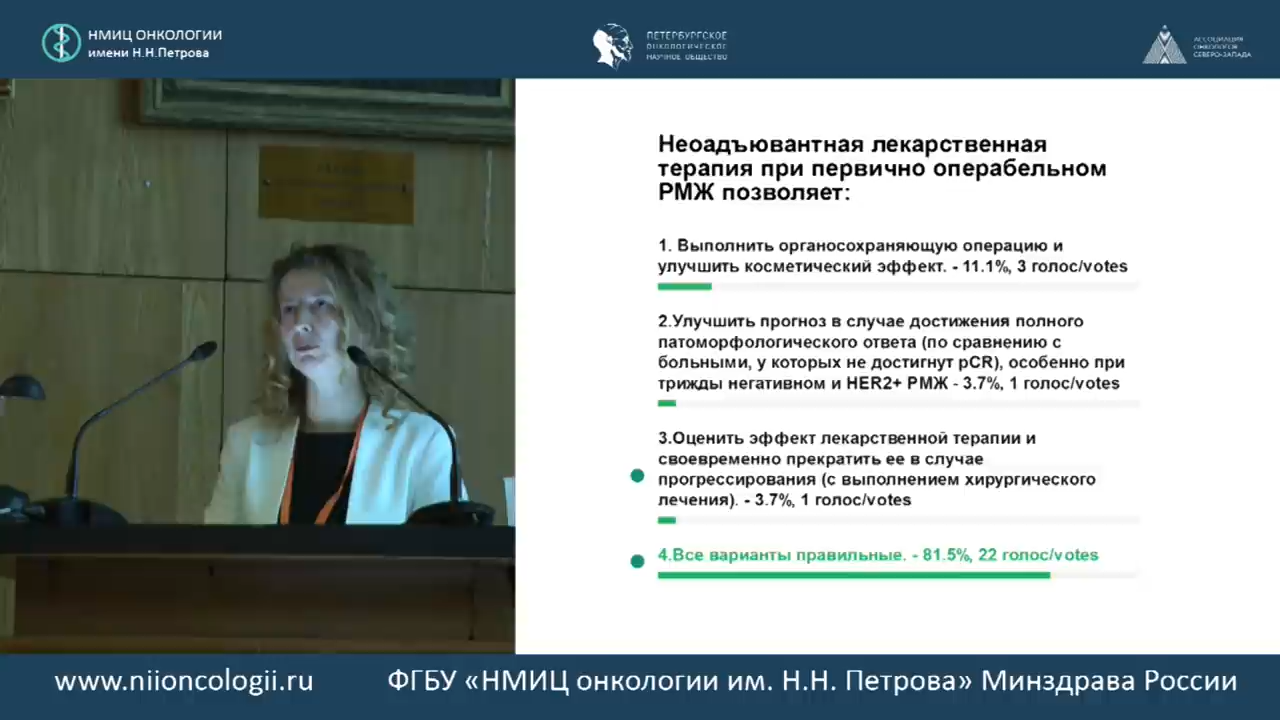 НМИЦ ОНКОЛОГИИ
имени Н.Н.Петрова
ПЕТЕРБУРГСКОЕ
ОНКОЛОГИЧЕСКОЕ
НАУЧНОЕ ОБЩЕСТВО
АССОЦИАЦИЯ
ОНКОЛОГОВ
СЕВЕРО-ЗАПАДА
Неоадъювантная лекарственная
терапия при первично операбельном
РМЖ позволяет:
1. Выполнить органосохраняющую операцию и
улучшить косметический эффект. - 11.1%, 3 голос/votes
2.Улучшить прогноз в случае достижения полного
патоморфологического ответа (по сравнению с
больными, у которых не достигнут pCR), особенно при
трижды негативном и HER2+ РМЖ - 3.7%, 1 голос/votes
3.Оценить эффект лекарственной терапии и
своевременно прекратить ее в случае
прогрессирования (с выполнением хирургического
лечения). - 3.7%, 1 голос/votes
4.Все варианты правильные. - 81.5%, 22 голос/votes
www.niioncologii.ru
ФГБУ «НМИЦ онкологии им. Н.Н. Петрова» Минздрава России